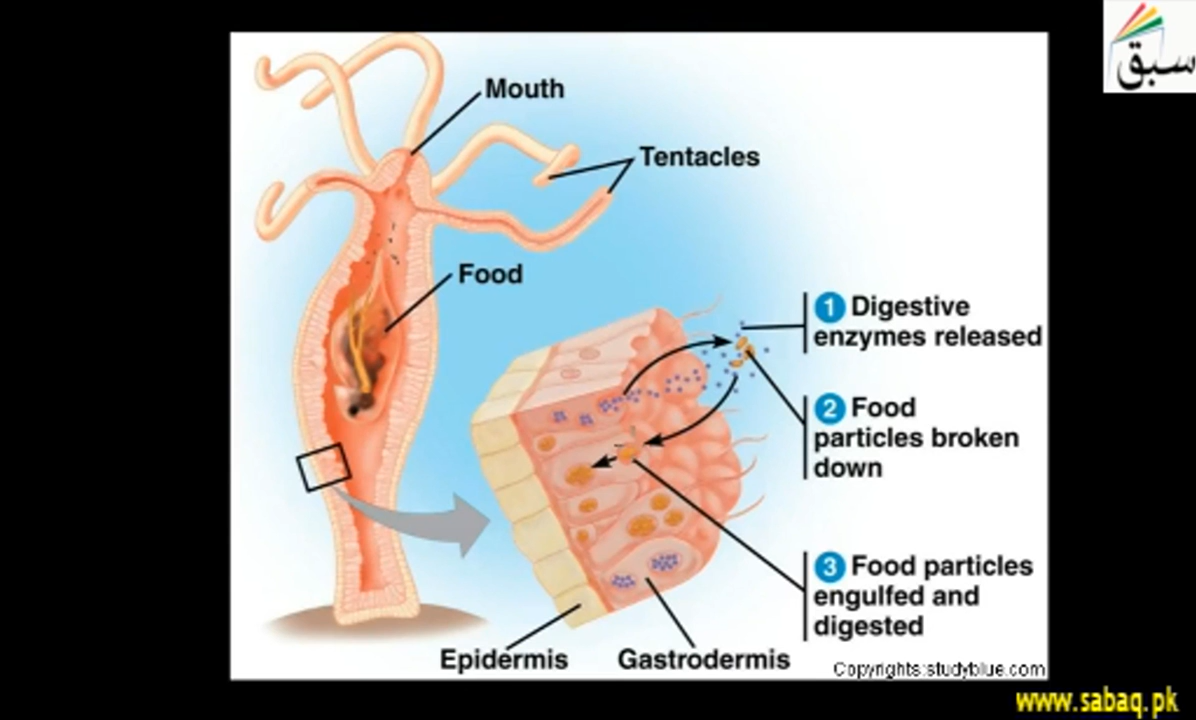 سبق
Mouth
Tentacles
Food
1 Digestive
enzymes released
2 Food
particles broken
down
3 Food particles
engulfed and
digested
Epidermis
Gastrodermis
Copyrights:studyblue.com
www.sabaq.pk